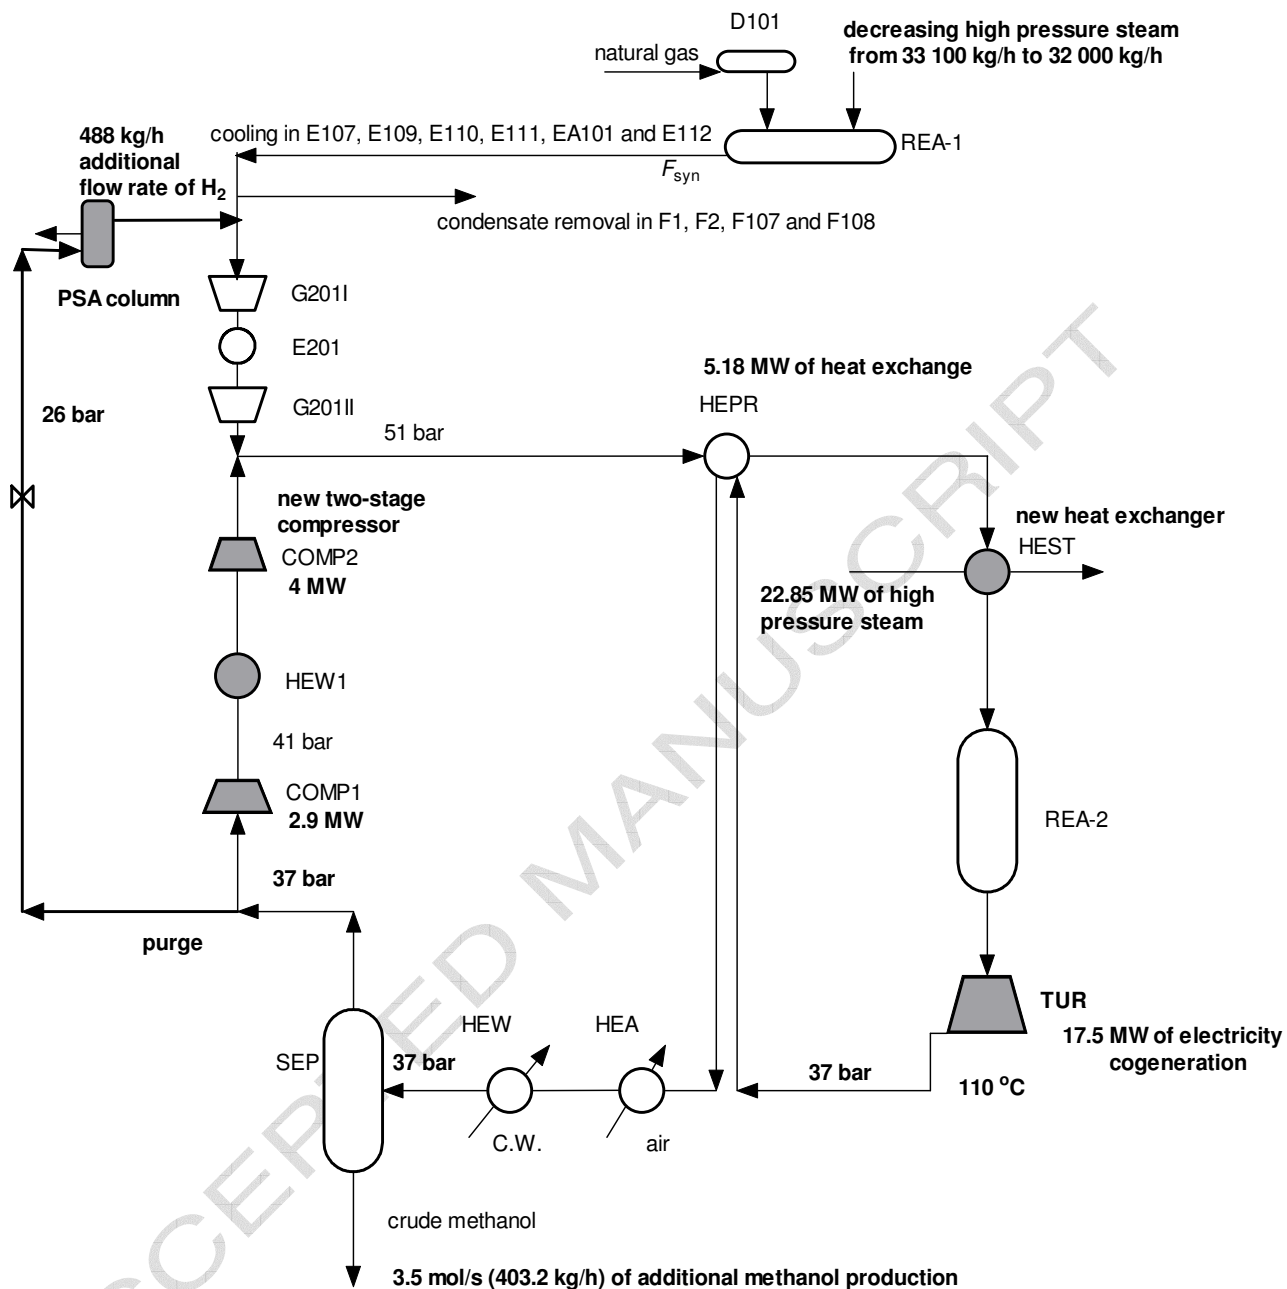 D101
decreasing high pressure steam
from 33 100 kg/h to 32 000 kg/h
natural gas
488 kg/h
additional
flow rate of H2
cooling in E107, E109, E110, E111, EA101 and E112
REA-1
Fsyn
condensate removal in F1, F2, F107 and F108
PSA column
G201I
E201
5.18 MW of heat exchange
HEPR
26 bar
G201II
51 bar
new two-stage
compressor
COMP2
4 MW
new heat exchanger
HEST
22.85 MW of high
pressure steam
HEW1
41 bar
COMP1
2.9 MW
REA-2
37 bar
purge
TUR
17.5 MW of electricity
cogeneration
HEW
HEA
SEP
37 bar
37 bar
110 °C
C.W.
air
crude methanol
3.5 mol/s (403.2 kg/h) of additional methanol production
SCEPTED MANUSCRIPT